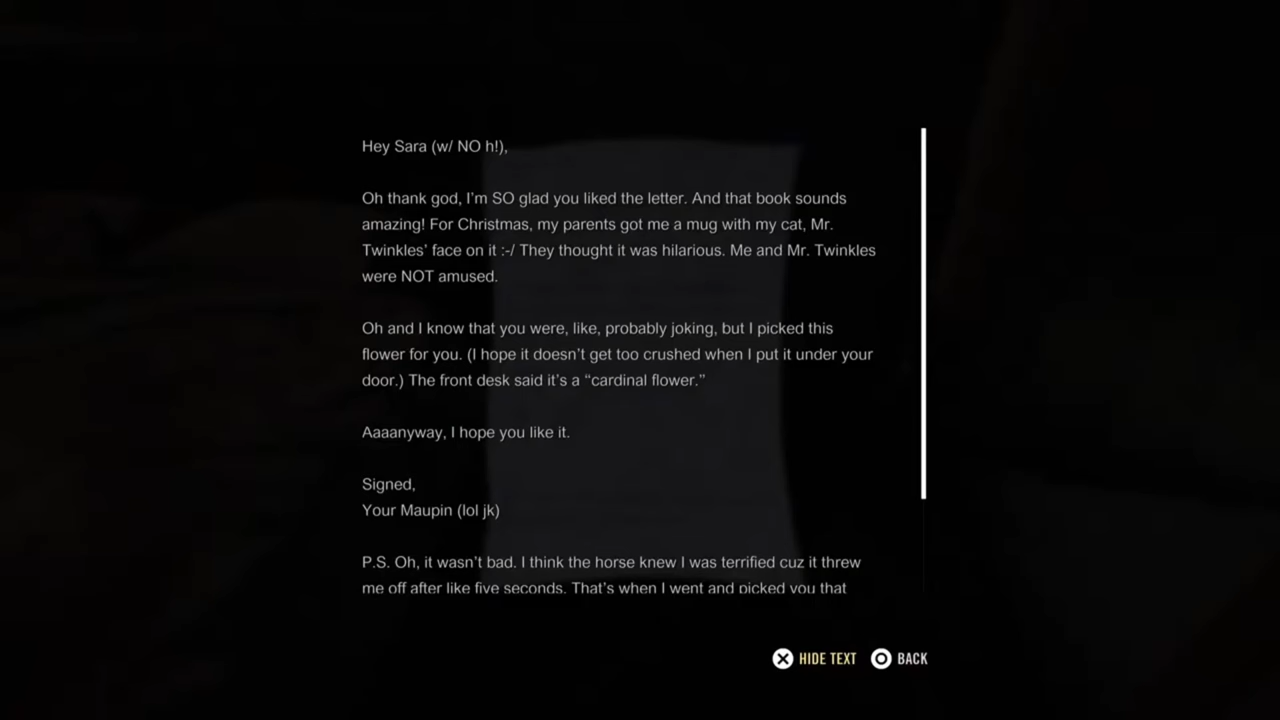 Hey Sara (w/ NO h!),
Oh thank god, I'm SO glad you liked the letter. And that book sounds
amazing! For Christmas, my parents got me a mug with my cat, Mr.
Twinkles' face on it :-/ They thought it was hilarious. Me and Mr. Twinkles
were NOT amused.
Oh and I know that you were, like, probably joking, but I picked this
flower for you. (I hope it doesn't get too crushed when I put it under your
door.) The front desk said it's a “cardinal flower.”
Aaaanyway, I hope you like it.
Signed,
Your Maupin (lol jk)
P.S. Oh, it wasn't bad. I think the horse knew I was terrified cuz it threw
me off after like five seconds. That's when I went and picked you that
HIDE TEXT BACK